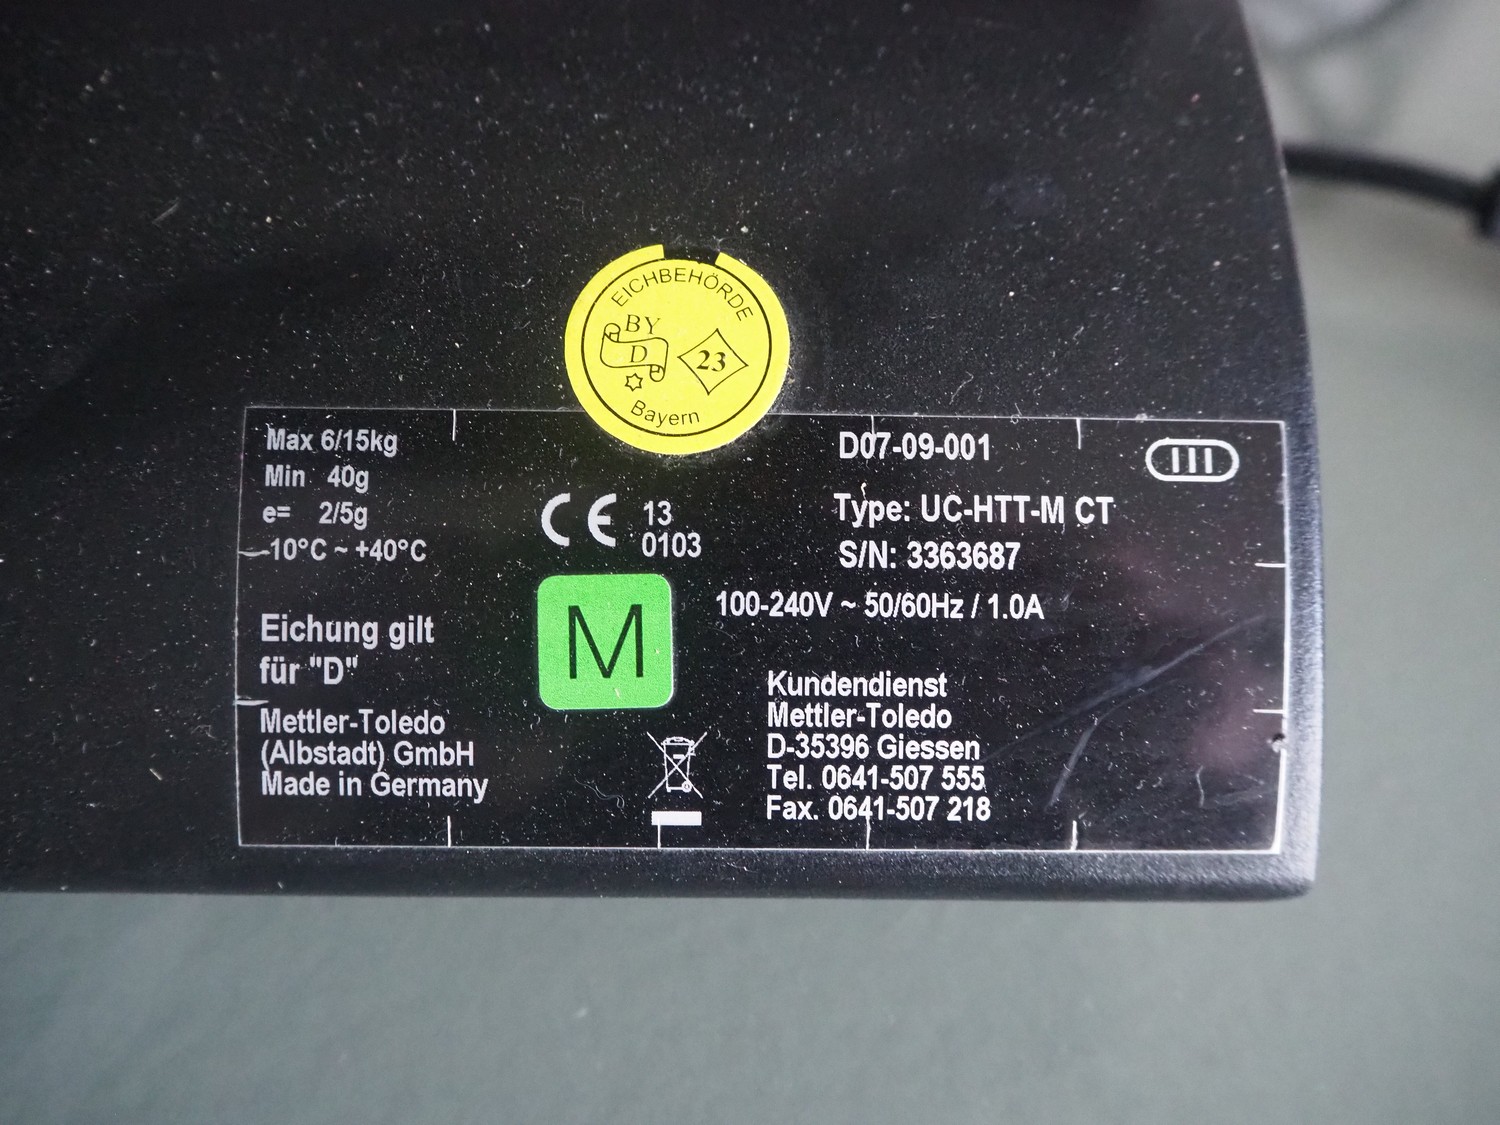 EICHBEHÖRDE
BY
D
23
Bayern
Max 6/15kg
Min 40g
e= 2/5g
-10°C ~ +40°C
Eichung gilt
für "D"
Mettler-Toledo
(Albstadt) GmbH
Made in Germany
CE 13
0103
M
D07-09-001
III
Type: UC-HTT-M CT
S/N: 3363687
100-240V ~ 50/60Hz / 1.0A
Kundendienst
Mettler-Toledo
D-35396 Giessen
Tel. 0641-507 555
Fax. 0641-507 218